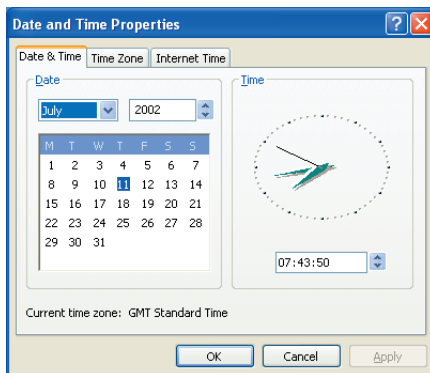 Date and Time Properties
Date & Time Time Zone Internet Time
Date
July 2002
M T W T F S S
1 2 3 4 5 6 7
8 9 10 11 12 13 14
15 16 17 18 19 20 21
22 23 24 25 26 27 28
29 30 31
Time
07:43:50
Current time zone: GMT Standard Time
OK Cancel Apply